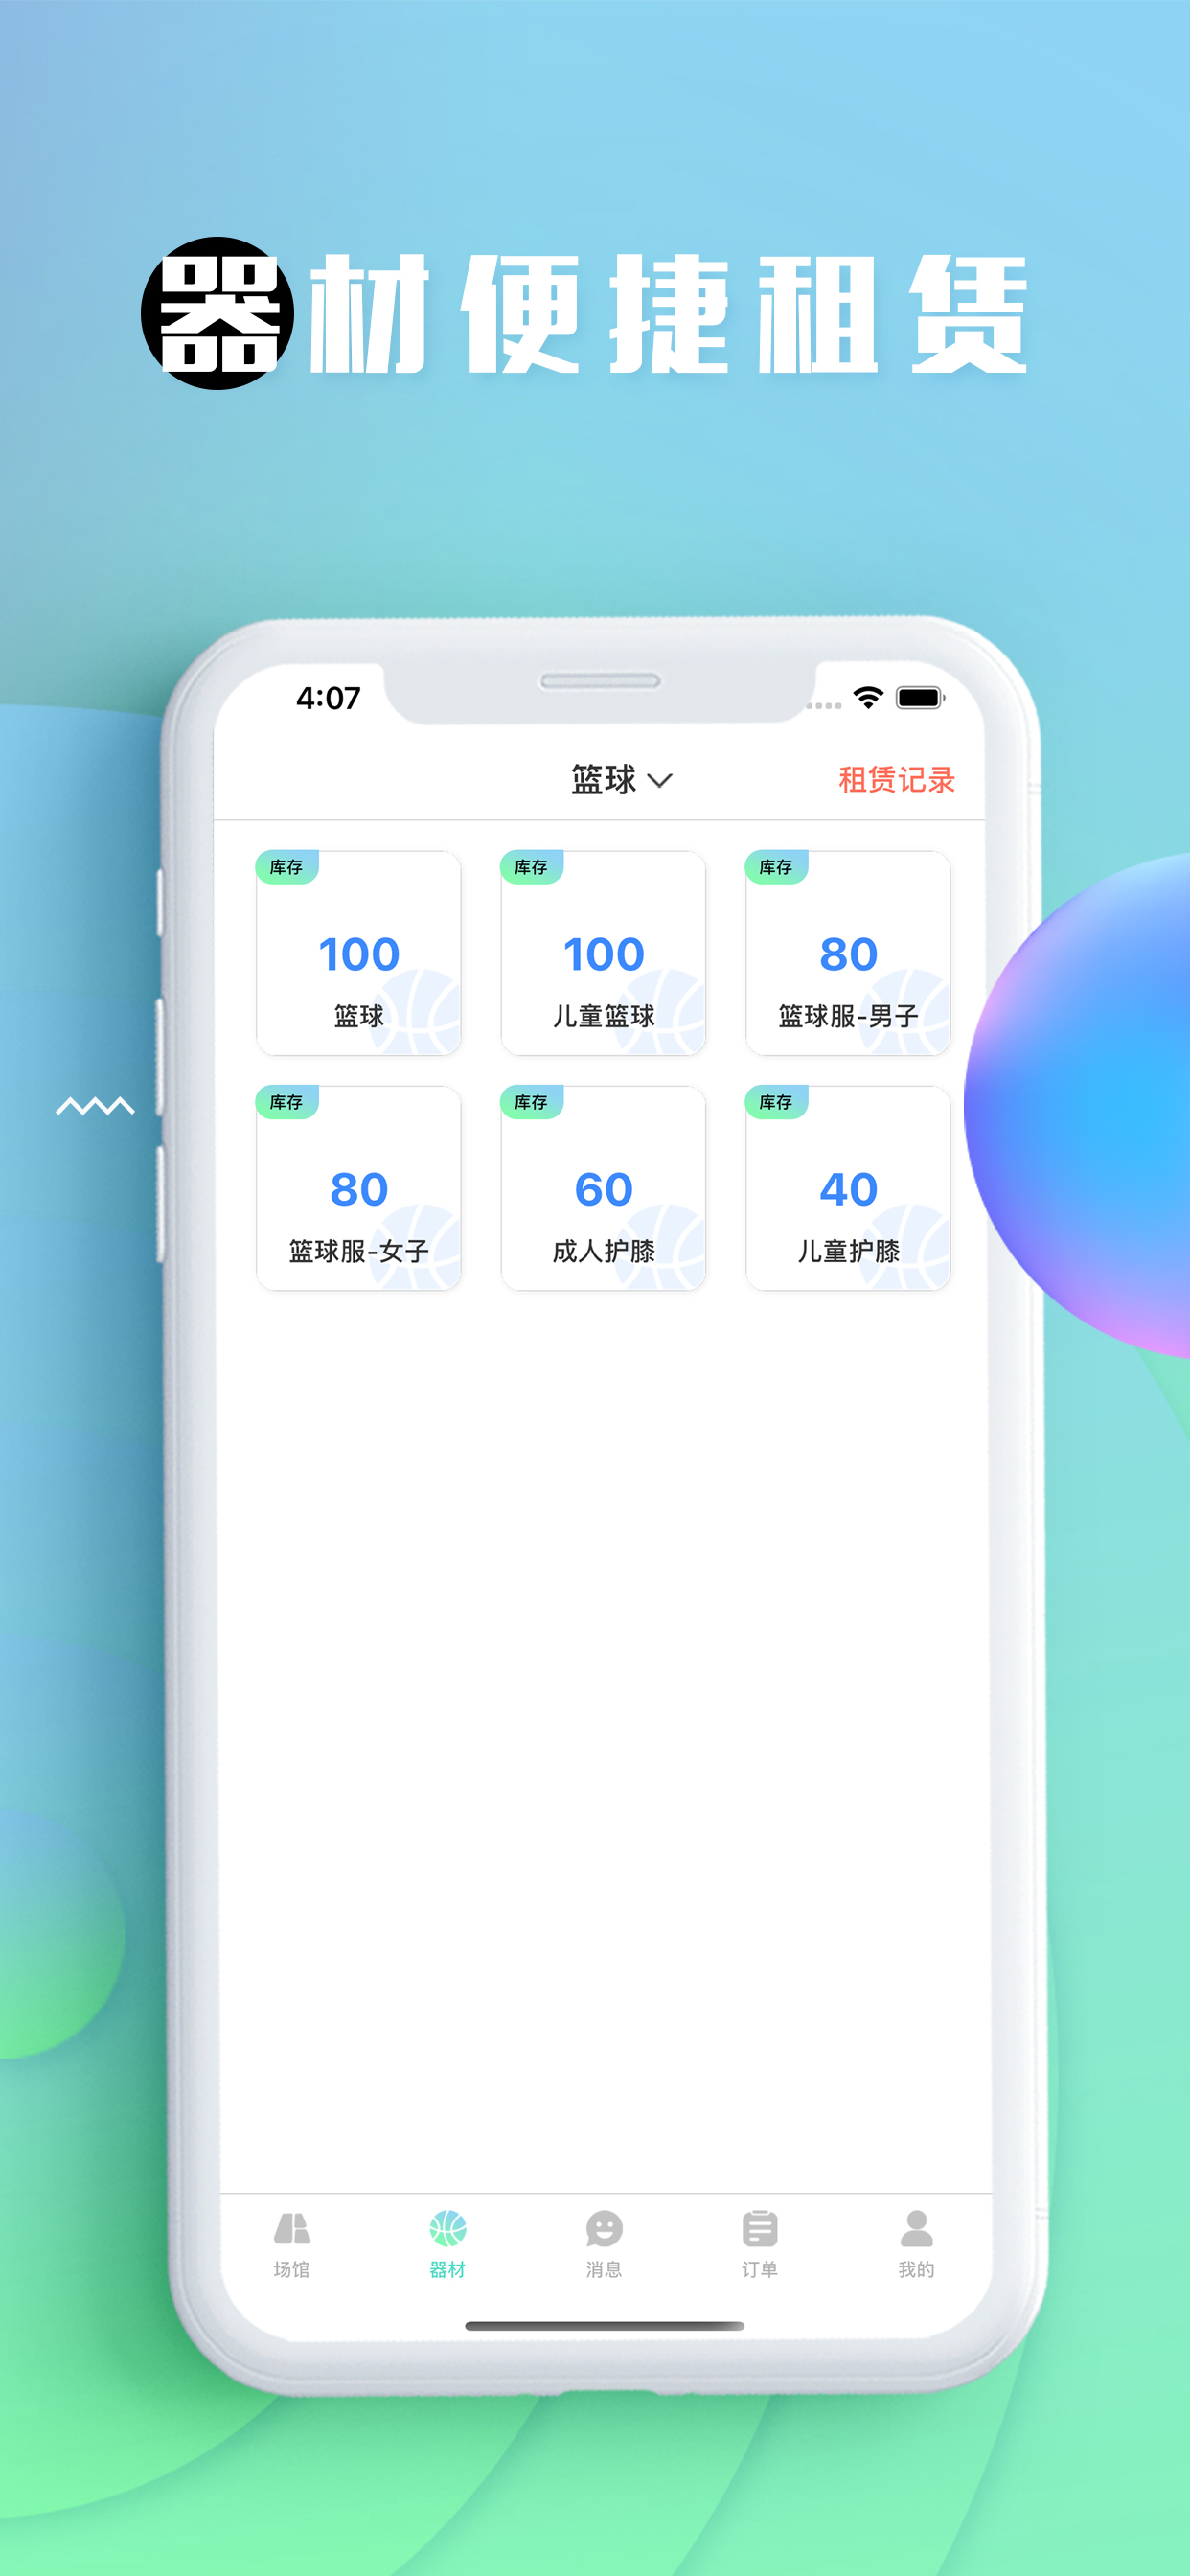 器材便捷租赁
4:07
篮球 租赁记录
库存 库存 库存
100 100 80
篮球 儿童篮球 篮球服-男子
库存 库存 库存
80 60 40
篮球服-女子 成人护膝 儿童护膝
场馆 器材 消息 订单 我的